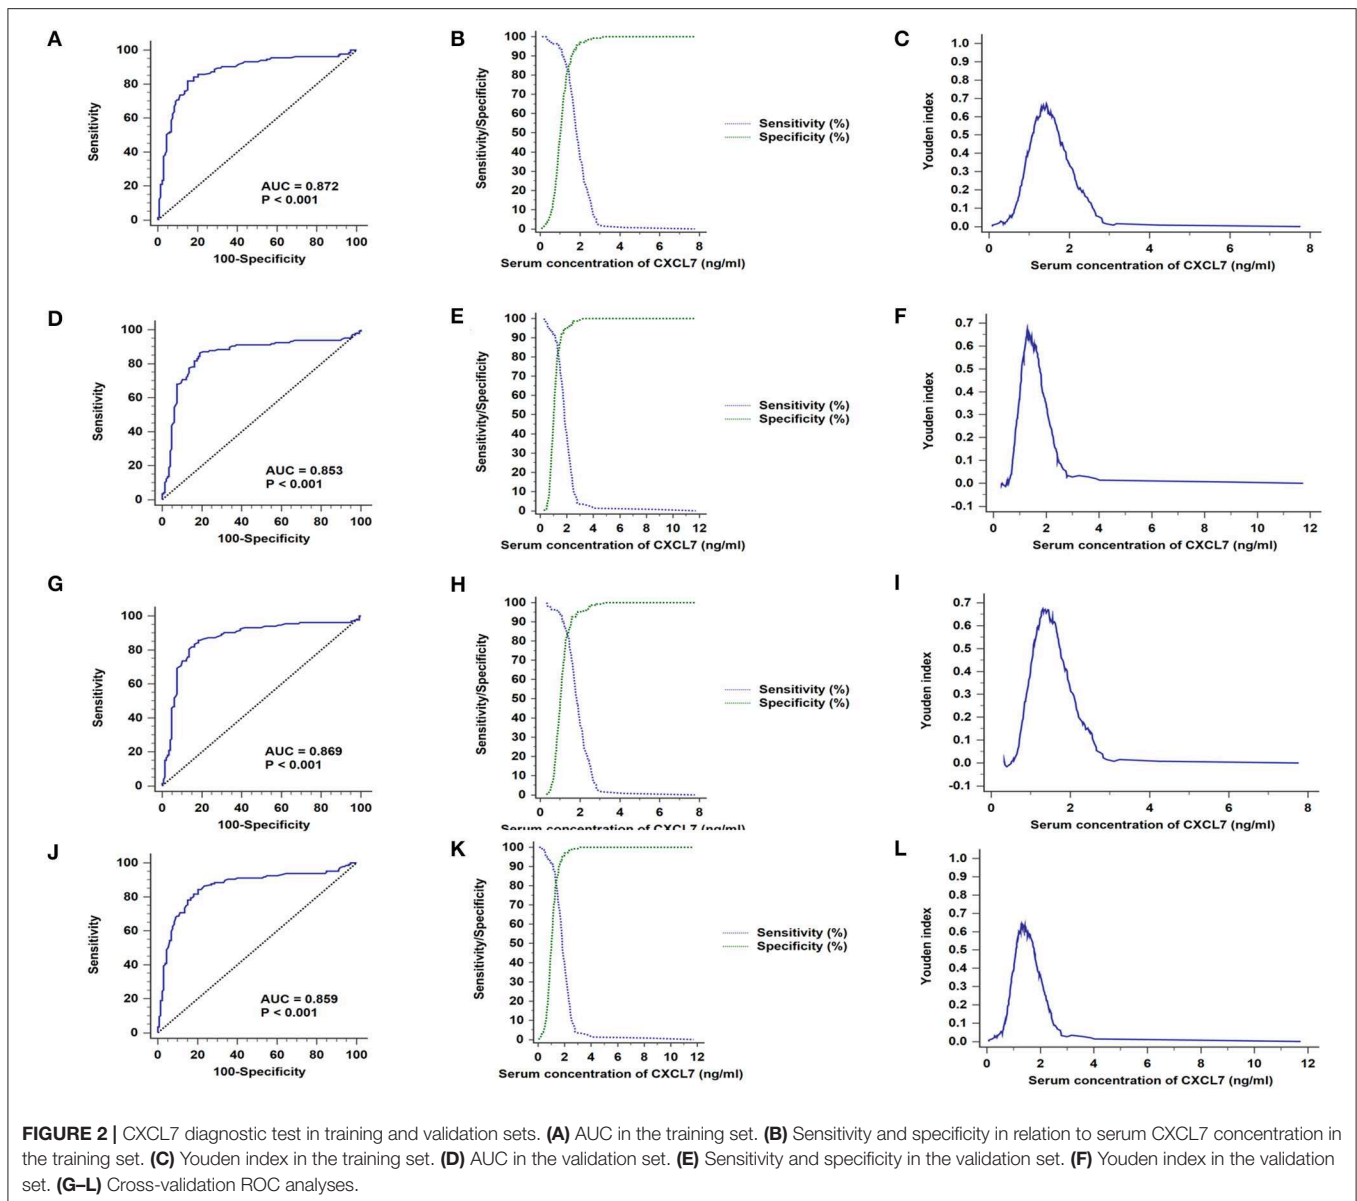 A
100
80
60
40
20
0
Sensitivity
AUC = 0.872
P < 0.001
0 20 40 60 80 100
100-Specificity
B
100
90
80
70
60
50
40
30
20
10
0
Sensitivity/Specificity
Sensitivity (%)
Specificity (%)
0 2 4 6 8
Serum concentration of CXCL7 (ng/ml)
C
1.0
0.9
0.8
0.7
0.6
0.5
0.4
0.3
0.2
0.1
0.0
Youden index
0 2 4 6 8
Serum concentration of CXCL7 (ng/ml)
D
100
80
60
40
20
0
Sensitivity
AUC = 0.853
P < 0.001
0 20 40 60 80 100
100-Specificity
E
100
90
80
70
60
50
40
30
20
10
0
Sensitivity/Specificity
Sensitivity (%)
Specificity (%)
0 2 4 6 8 10 12
Serum concentration of CXCL7 (ng/ml)
F
0.7
0.6
0.5
0.4
0.3
0.2
0.1
0.0
-0.1
Youden index
0 2 4 6 8 10 12
Serum concentration of CXCL7 (ng/ml)
G
100
80
60
40
20
0
Sensitivity
AUC = 0.869
P < 0.001
0 20 40 60 80 100
100-Specificity
H
100
90
80
70
60
50
40
30
20
10
0
Sensitivity/Specificity
Sensitivity (%)
Specificity (%)
0 2 4 6 8
Serum concentration of CXCL7 (ng/ml)
I
0.7
0.6
0.5
0.4
0.3
0.2
0.1
0.0
-0.1
Youden index
0 2 4 6 8
Serum concentration of CXCL7 (ng/ml)
J
100
80
60
40
20
0
Sensitivity
AUC = 0.859
P < 0.001
0 20 40 60 80 100
100-Specificity
K
100
90
80
70
60
50
40
30
20
10
0
Sensitivity/Specificity
Sensitivity (%)
Specificity (%)
0 2 4 6 8 10 12
Serum concentration of CXCL7 (ng/ml)
L
1.0
0.9
0.8
0.7
0.6
0.5
0.4
0.3
0.2
0.1
0.0
Youden index
0 2 4 6 8 10 12
Serum concentration of CXCL7 (ng/ml)
FIGURE 2 | CXCL7 diagnostic test in training and validation sets. (A) AUC in the training set. (B) Sensitivity and specificity in relation to serum CXCL7 concentration in
the training set. (C) Youden index in the training set. (D) AUC in the validation set. (E) Sensitivity and specificity in the validation set. (F) Youden index in the validation
set. (G–L) Cross-validation ROC analyses.